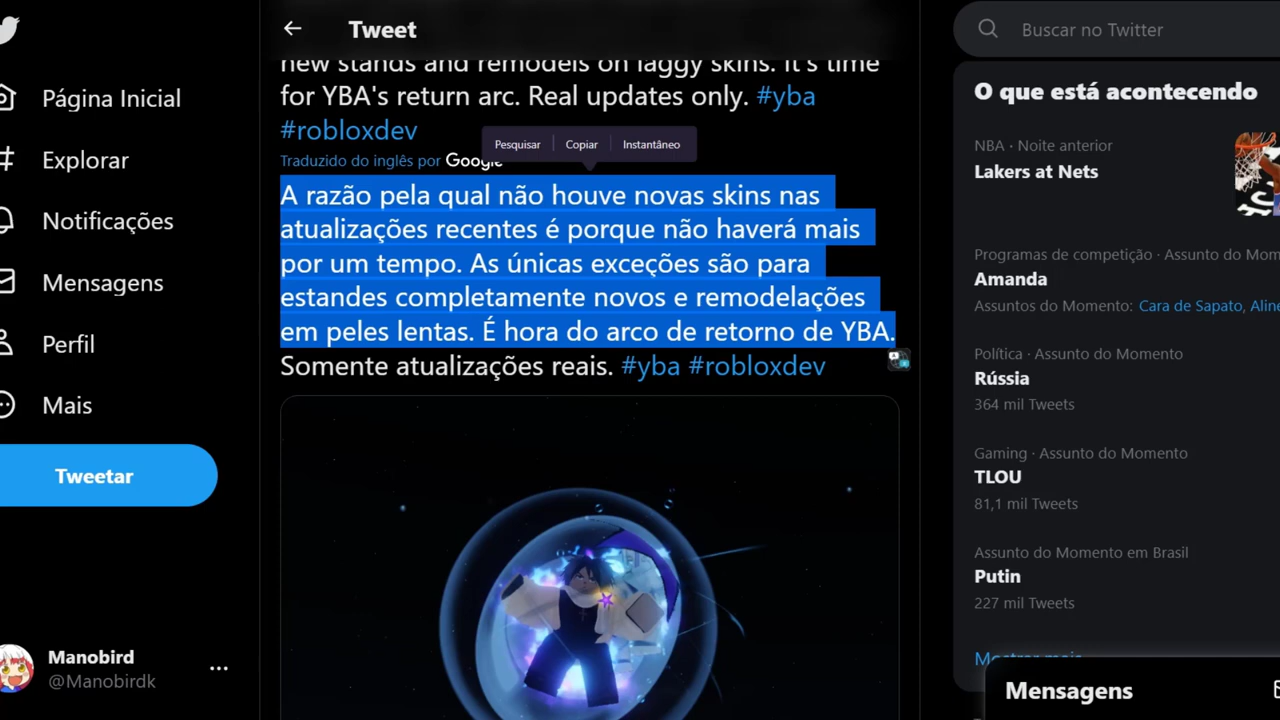 Tweet
Buscar no Twitter
new stands and remodels on laggy skins. It's time
for YBA's return arc. Real updates only. #yba
#robloxdev
Pesquisar Copiar Instantâneo
Traduzido do inglês por Google
A razão pela qual não houve novas skins nas
atualizações recentes é porque não haverá mais
por um tempo. As únicas exceções são para
estandes completamente novos e remodelações
em peles lentas. É hora do arco de retorno de YBA.
Somente atualizações reais. #yba #robloxdev
Página Inicial
Explorar
Notificações
Mensagens
Perfil
Mais
Tweetar
Manobird
@Manobirdk
O que está acontecendo
NBA · Noite anterior
Lakers at Nets
Programas de competição · Assunto do Mom
Amanda
Assuntos do Momento: Cara de Sapato, Aline
Política · Assunto do Momento
Rússia
364 mil Tweets
Gaming · Assunto do Momento
TLOU
81,1 mil Tweets
Assunto do Momento em Brasil
Putin
227 mil Tweets
Mostrar mais
Mensagens